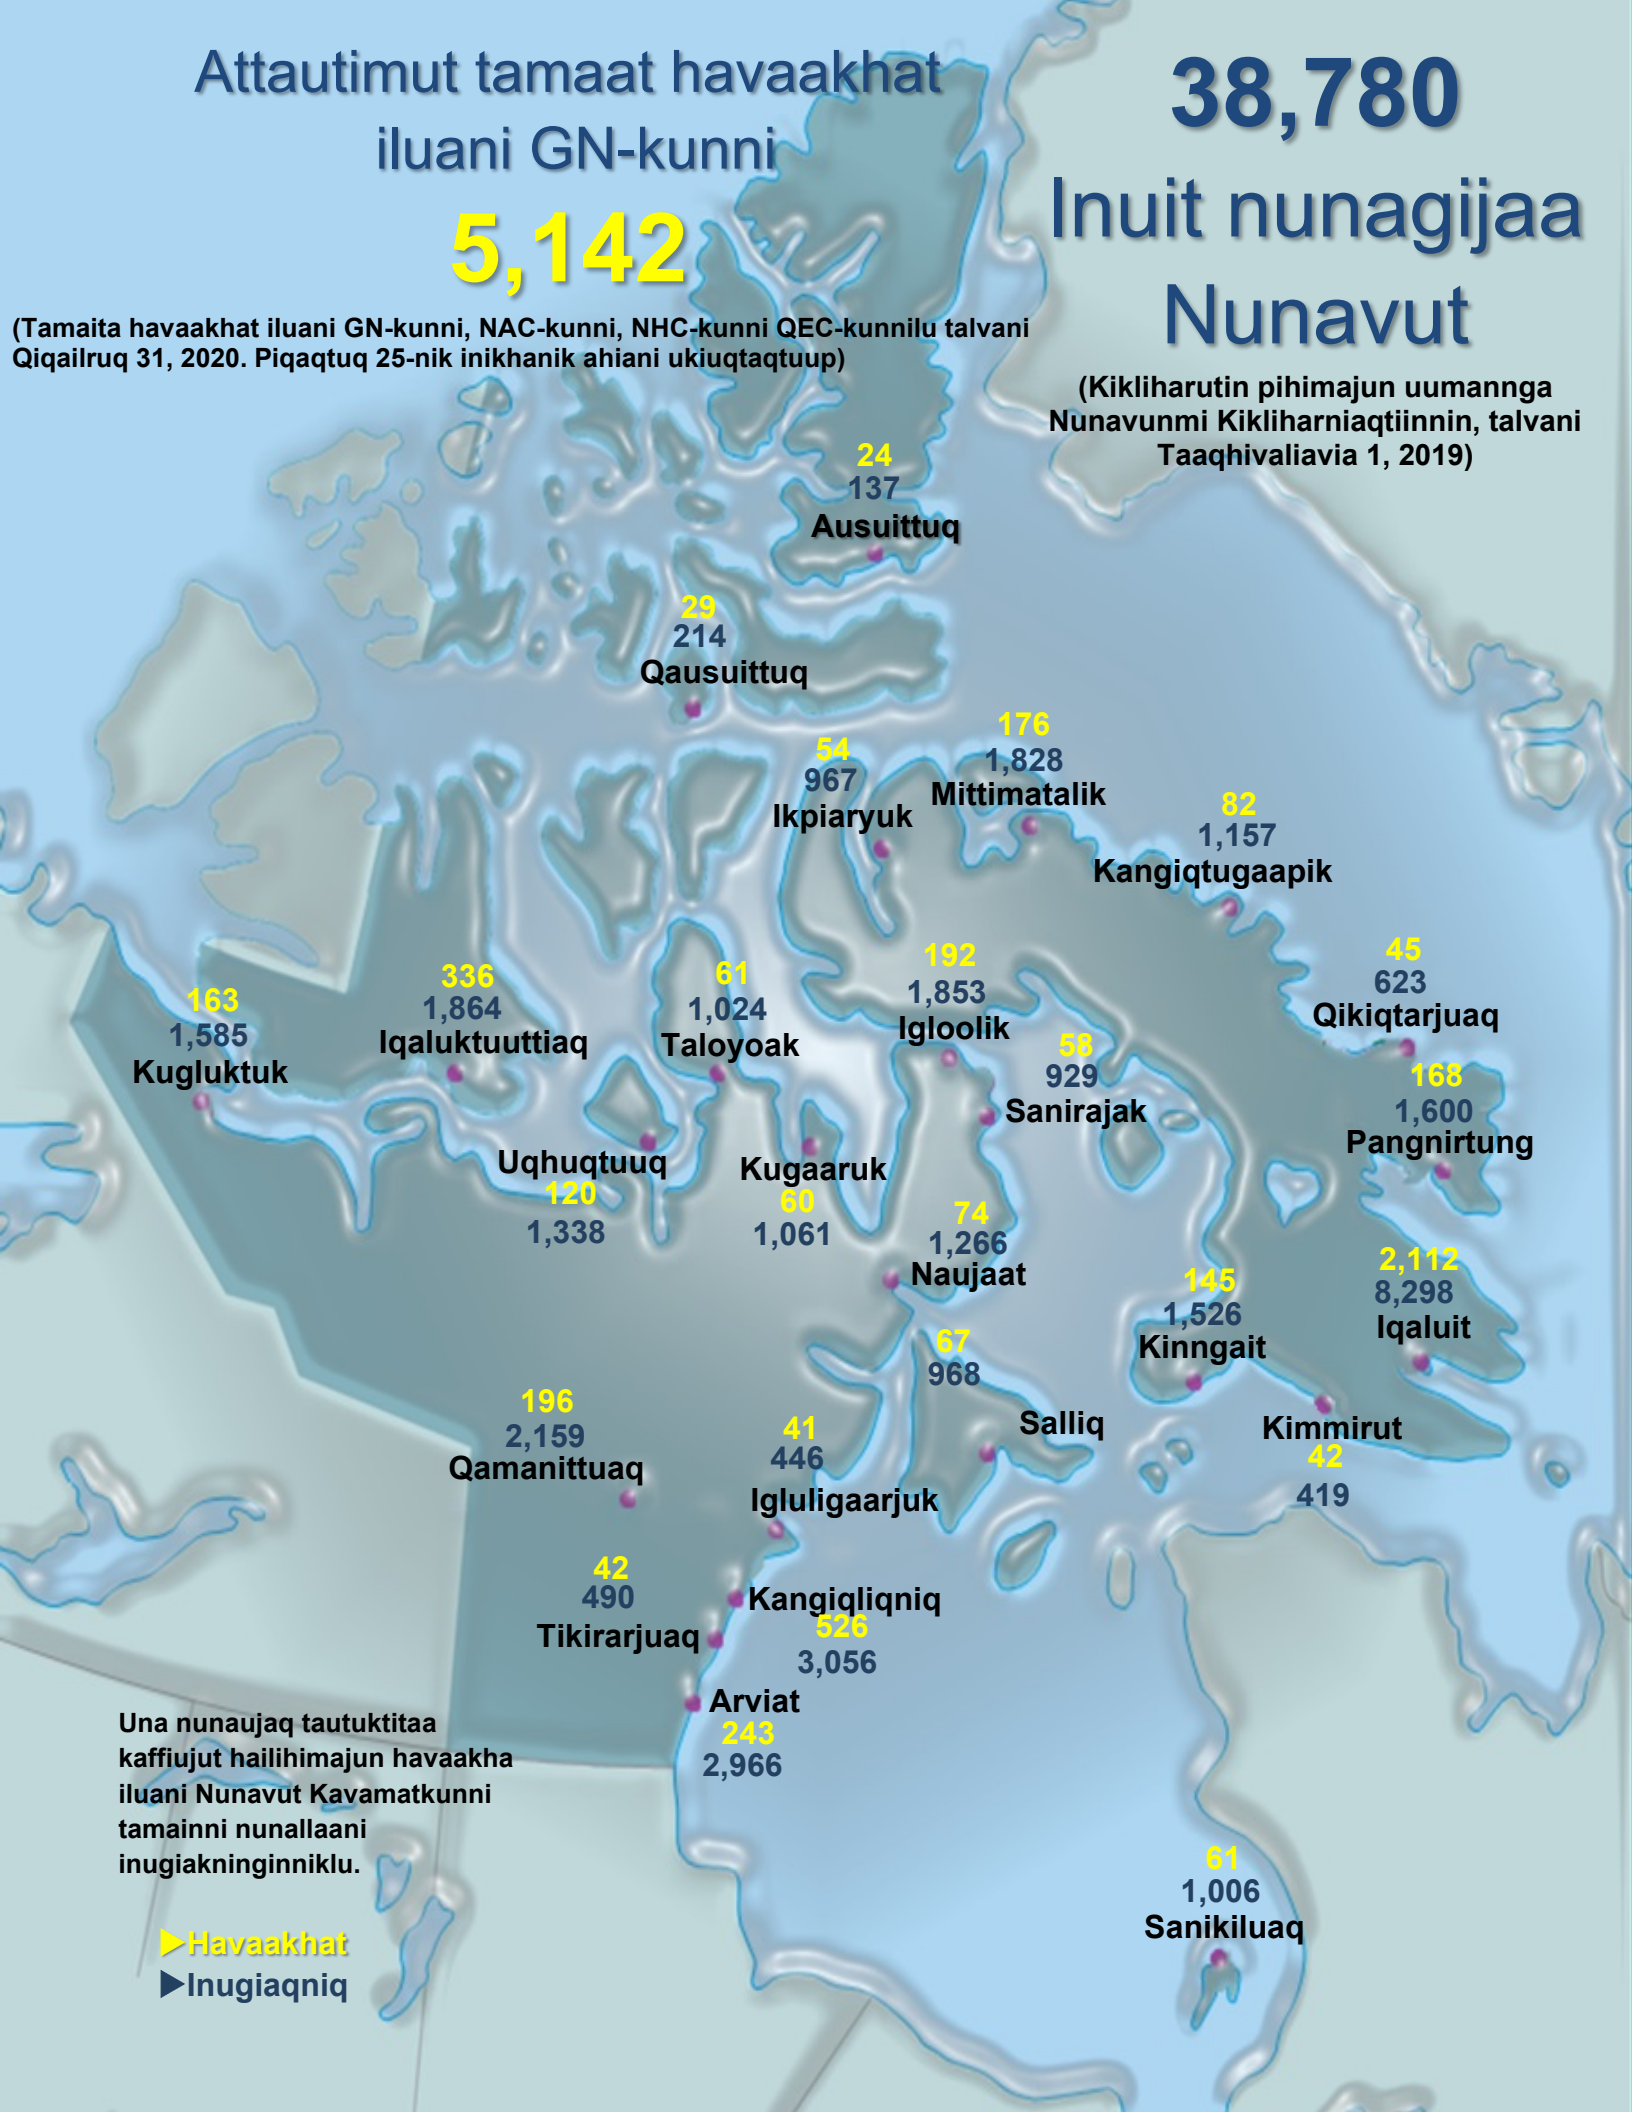 Attautimut tamaat havaakhat
iluani GN-kunni
5,142
(Tamaita havaakhat iluani GN-kunni, NAC-kunni, NHC-kunni QEC-kunnilu talvani
Qiqailruq 31, 2020. Piqaqtuq 25-nik inikhanik ahiani ukiuqtaqtuup)
38,780
Inuit nunagijaa
Nunavut
(Kikliharutin pihimajun uumannga
Nunavunmi Kikliharniaqtiinnin, talvani
Taaqhivaliavia 1, 2019)
24
137
Ausuittuq
29
214
Qausuittuq
54
967
Ikpiaryuk
176
1,828
Mittimatalik
82
1,157
Kangiqtugaapik
45
623
Qikiqtarjuaq
168
1,600
Pangnirtung
163
1,585
Kugluktuk
336
1,864
Iqaluktuuttiaq
61
1,024
Taloyoak
192
1,853
Igloolik
58
929
Sanirajak
Uqhuqtuuq
120
1,338
Kugaaruk
60
1,061
74
1,266
Naujaat
145
1,526
Kinngait
2,112
8,298
Iqaluit
67
968
Salliq
Kimmirut
42
419
196
2,159
Qamanittuaq
41
446
Igluligaarjuk
42
490
Tikirarjuaq
Kangiqliqniq
526
3,056
Arviat
243
2,966
61
1,006
Sanikiluaq
Una nunaujaq tautuktitaa
kaffiujut hailihimajun havaakha
iluani Nunavut Kavamatkunni
tamainni nunallaani
inugiakninginniklu.
▶Havaakhat
▶Inugiaqniq